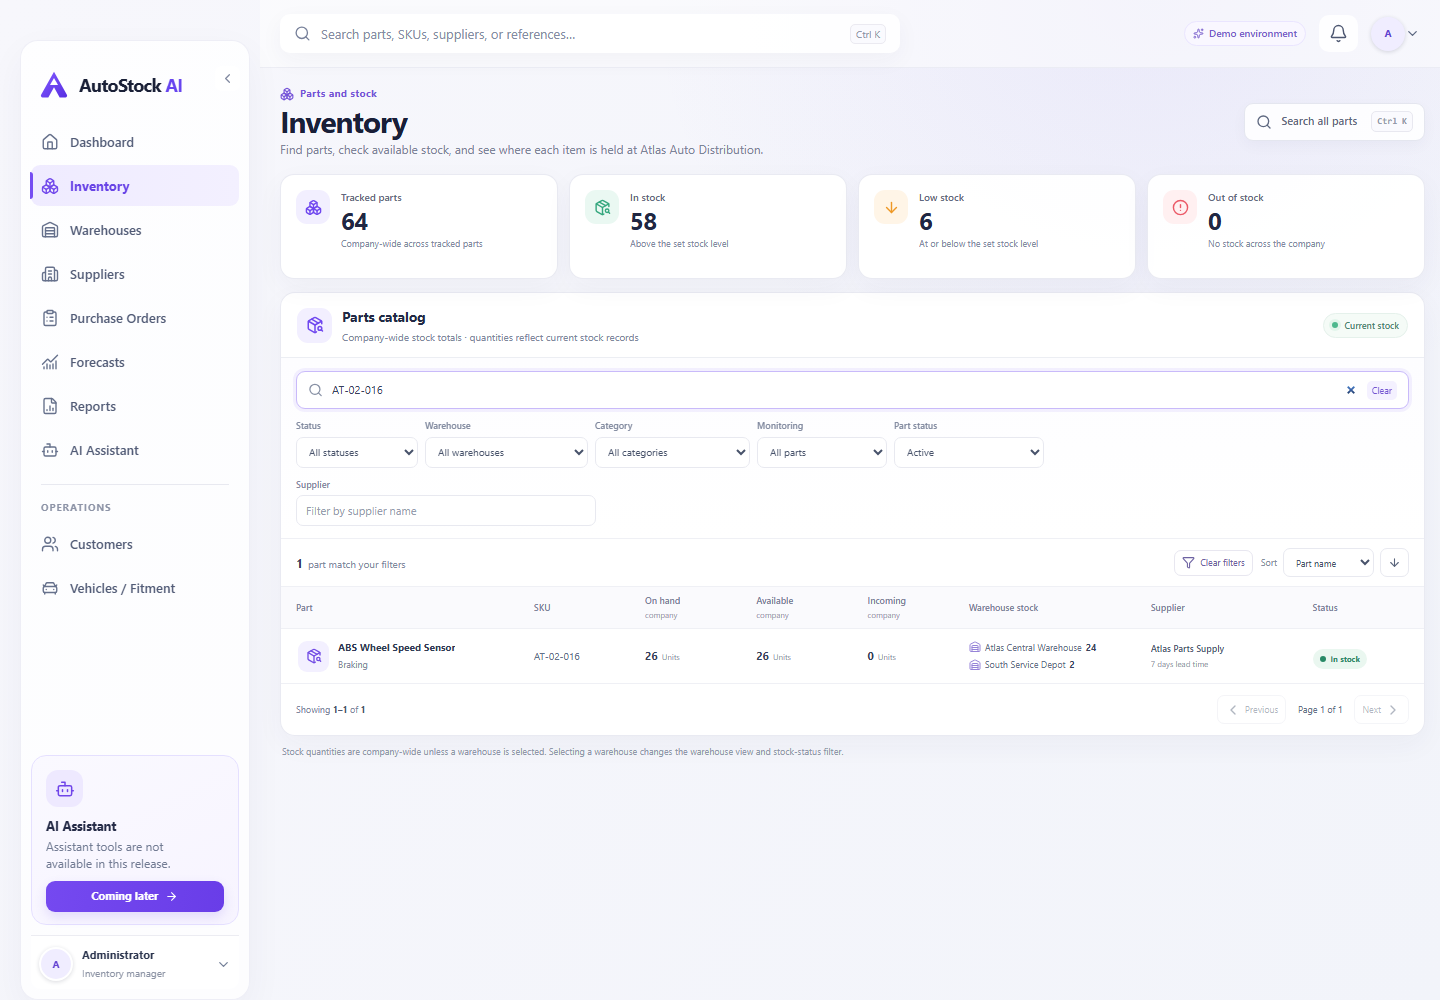 AutoStock AI
Dashboard
Inventory
Warehouses
Suppliers
Purchase Orders
Forecasts
Reports
AI Assistant
OPERATIONS
Customers
Vehicles / Fitment
AI Assistant
Assistant tools are not
available in this release.
Coming later
A
Administrator
Inventory manager
Search parts, SKUs, suppliers, or references...
Ctrl K
Demo environment
A
Parts and stock
Inventory
Find parts, check available stock, and see where each item is held at Atlas Auto Distribution.
Search all parts
Ctrl K
Tracked parts
64
Company-wide across tracked parts
In stock
58
Above the set stock level
Low stock
6
At or below the set stock level
Out of stock
0
No stock across the company
Parts catalog
Company-wide stock totals · quantities reflect current stock records
Current stock
AT-02-016
Clear
Status
Warehouse
Category
Monitoring
Part status
All statuses
All warehouses
All categories
All parts
Active
Supplier
Filter by supplier name
1 part match your filters
Clear filters
Sort
Part name
Part
SKU
On hand
company
Available
company
Incoming
company
Warehouse stock
Supplier
Status
ABS Wheel Speed Sensor
Braking
AT-02-016
26 Units
26 Units
0 Units
Atlas Central Warehouse 24
South Service Depot 2
Atlas Parts Supply
7 days lead time
In stock
Showing 1–1 of 1
Previous
Page 1 of 1
Next
Stock quantities are company-wide unless a warehouse is selected. Selecting a warehouse changes the warehouse view and stock-status filter.